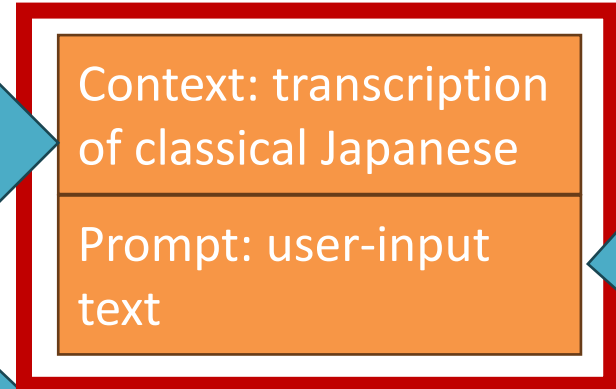 Context: transcription
of classical Japanese
Prompt: user-input
text